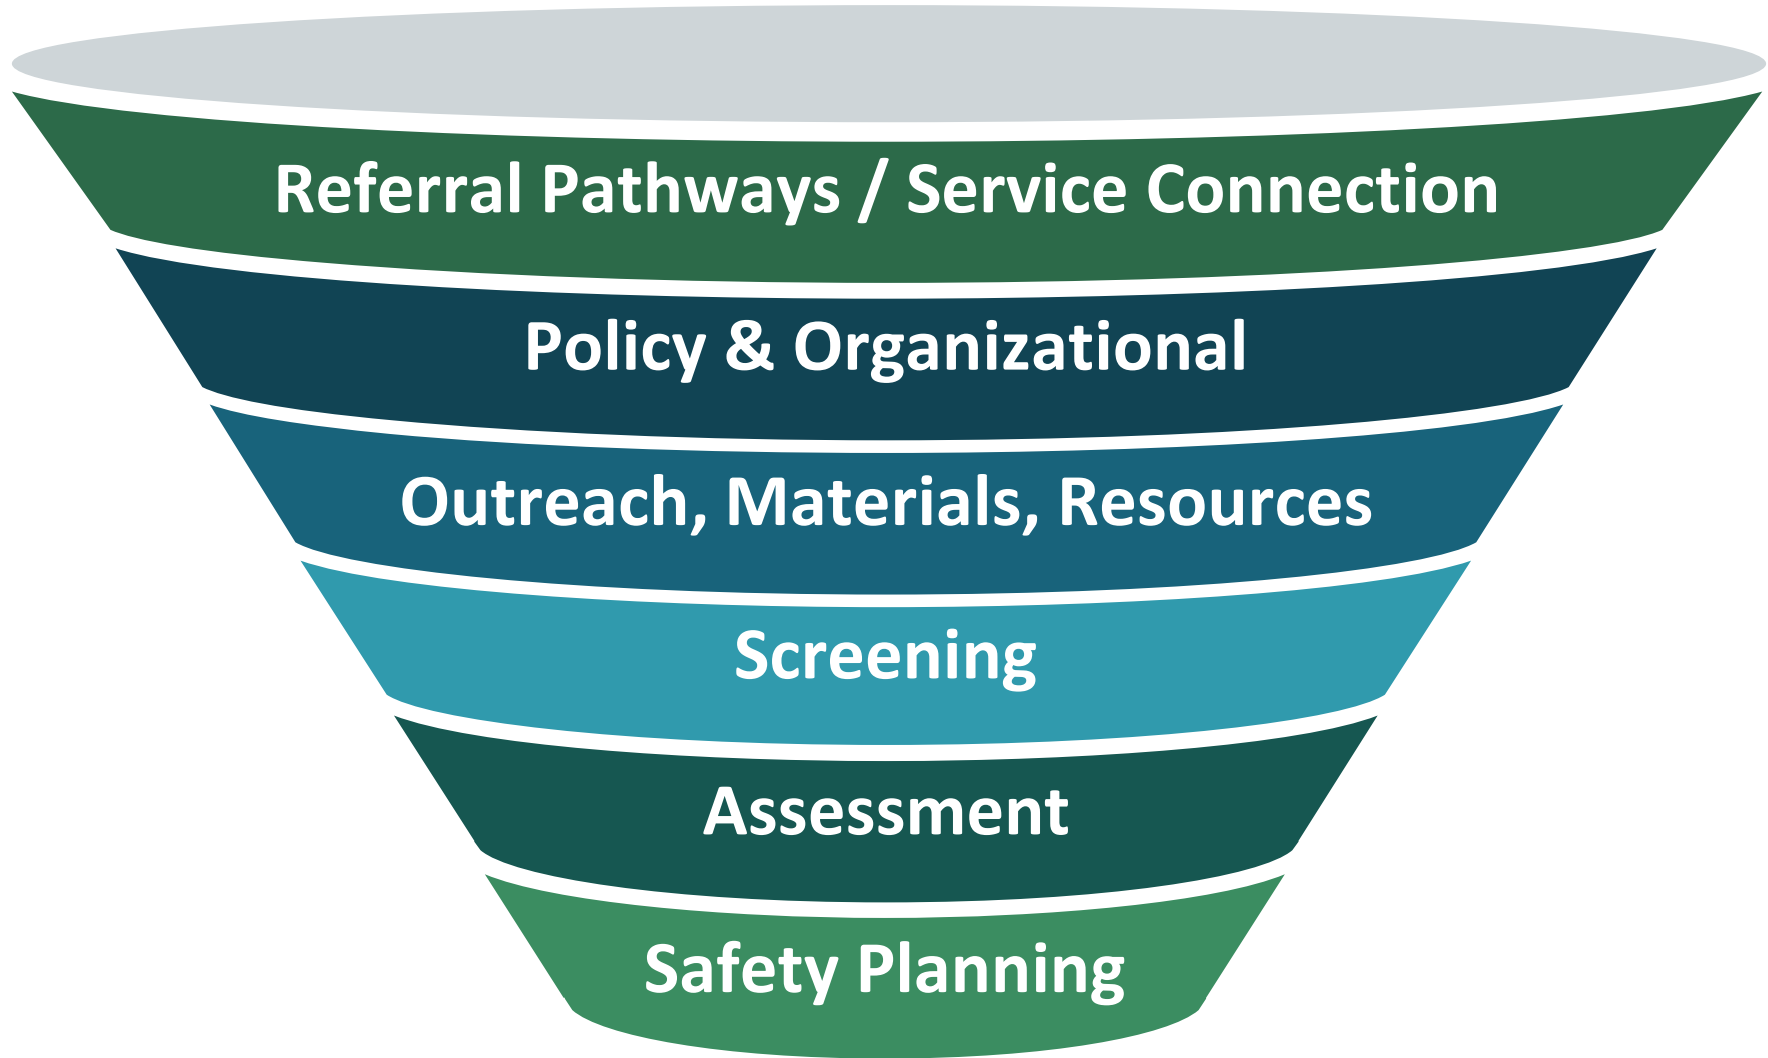 Referral Pathways / Service Connection
Policy & Organizational
Outreach, Materials, Resources
Screening
Assessment
Safety Planning